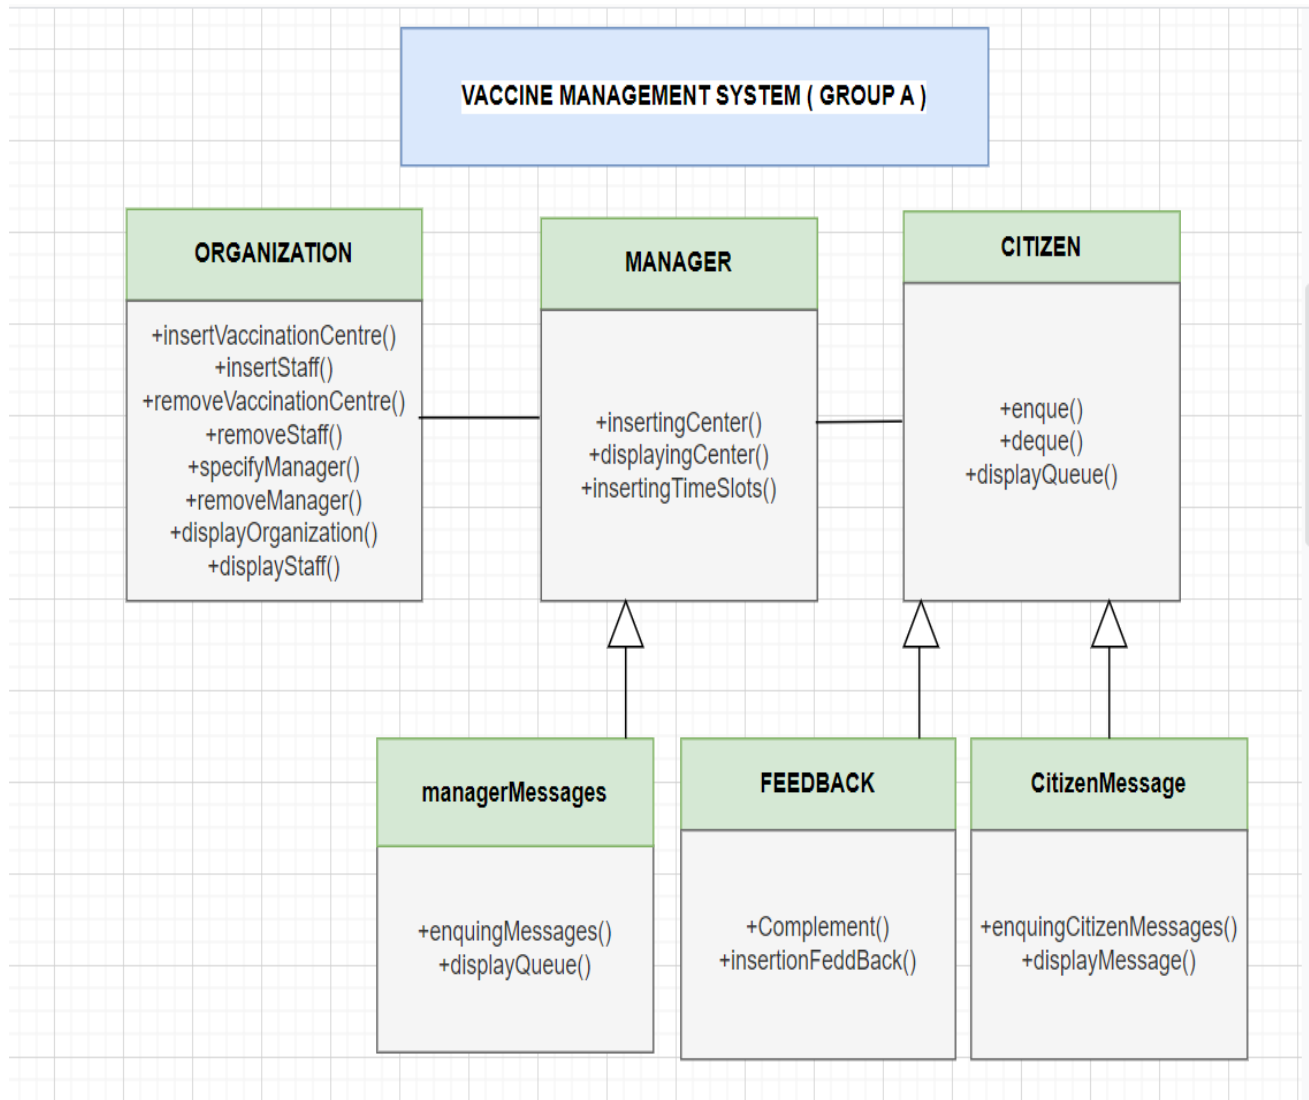 VACCINE MANAGEMENT SYSTEM ( GROUP A )
ORGANIZATION
+insertVaccinationCentre()
+insertStaff()
+removeVaccinationCentre()
+removeStaff()
+specifyManager()
+removeManager()
+displayOrganization()
+displayStaff()
MANAGER
+insertingCenter()
+displayingCenter()
+insertingTimeSlots()
CITIZEN
+enque()
+deque()
+displayQueue()
managerMessages
+enquingMessages()
+displayQueue()
FEEDBACK
+Complement()
+insertionFeddBack()
CitizenMessage
+enquingCitizenMessages()
+displayMessage()